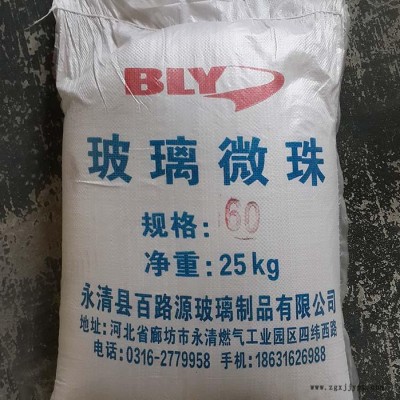 BLY
玻璃微珠
规格:60
净重:25kg
永清县百路源玻璃制品有限公司
地址:河北省廊坊市永清燃气工业园区四纬西路
电话:0316-2779958 手机:18631626988